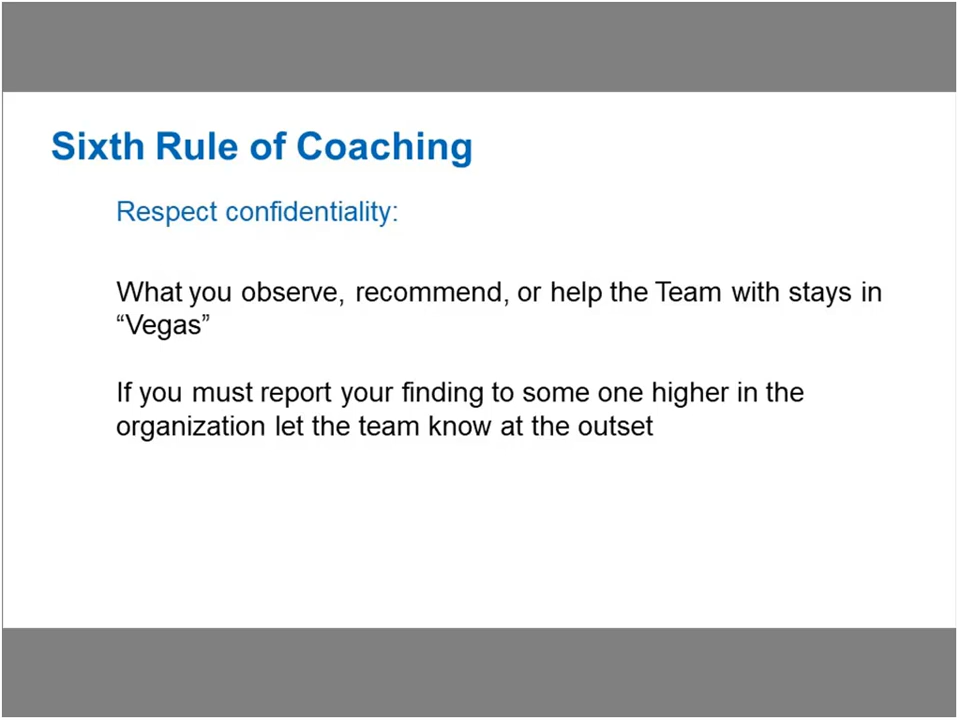 Sixth Rule of Coaching
Respect confidentiality:
What you observe, recommend, or help the Team with stays in
“Vegas”
If you must report your finding to some one higher in the
organization let the team know at the outset